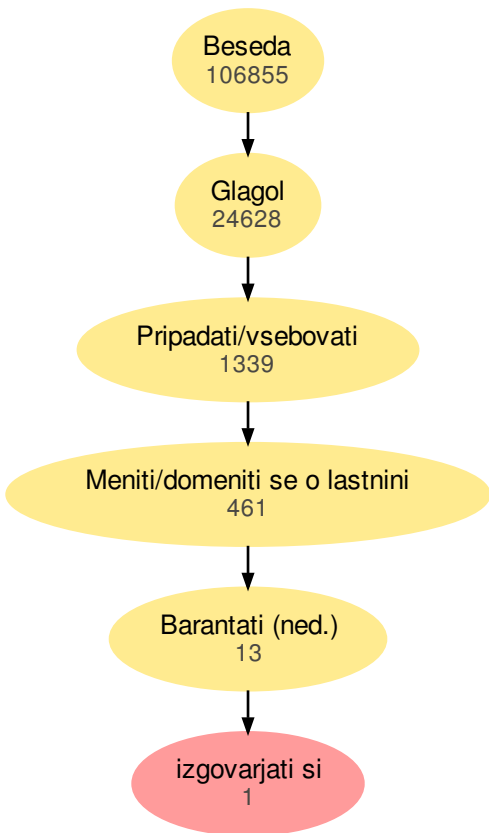 Beseda
106855
Glagol
24628
Pripadati/vsebovati
1339
Meniti/domeniti se o lastnini
461
Barantati (ned.)
13
izgovarjati si
1